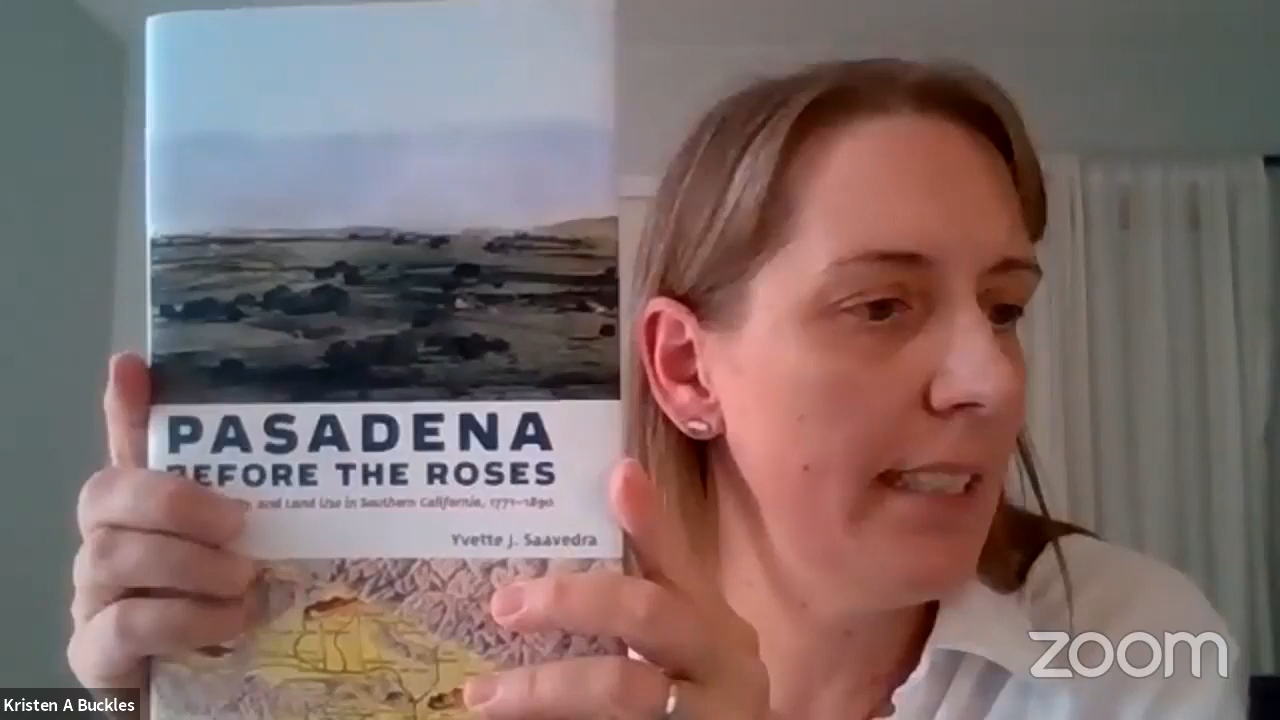 PASADENA
BEFORE THE ROSES
and Land Use in Southern California, 1771–1890
Yvette J. Saavedra
zoom
Kristen A Buckles